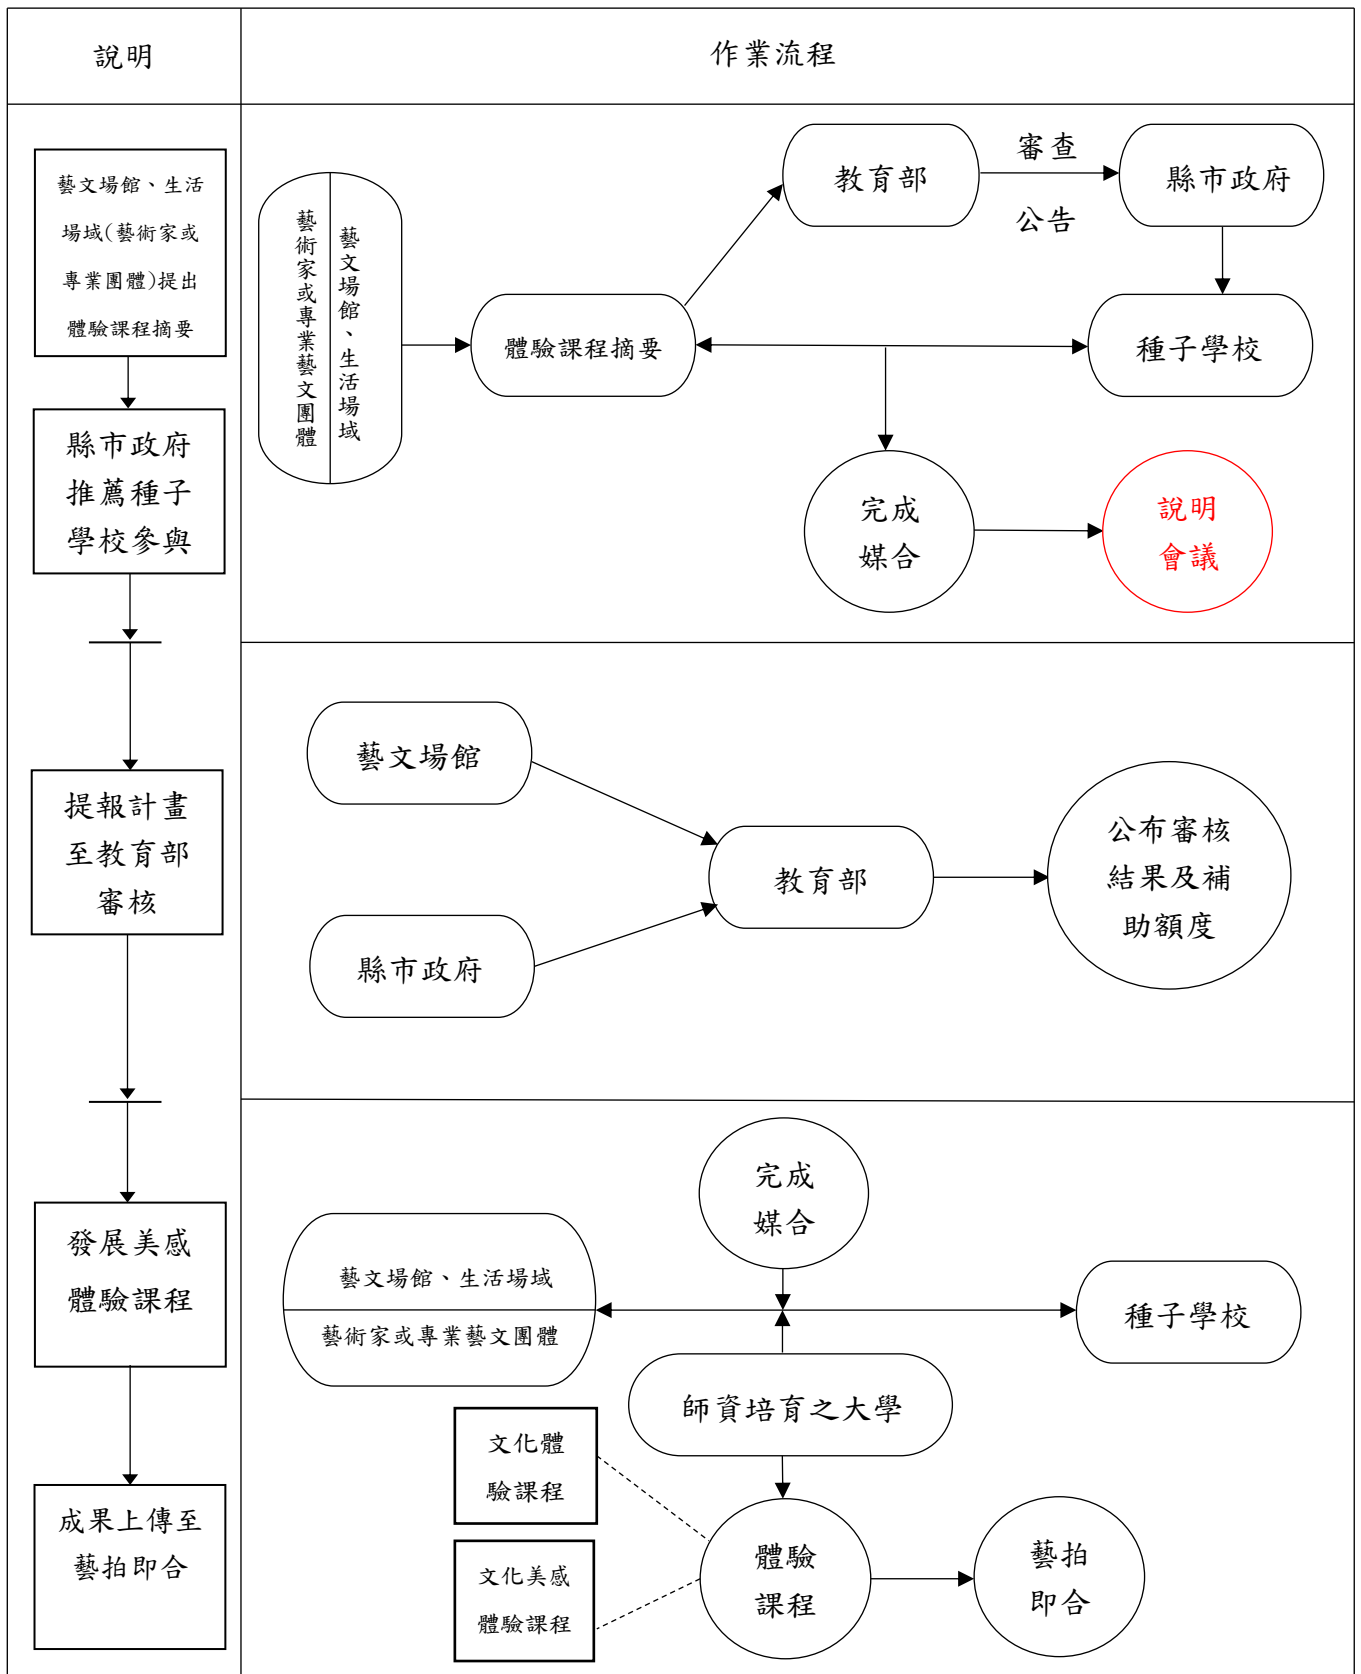 說明
作業流程
藝文場館、生活
場域(藝術家或
專業團體)提出
體驗課程摘要
縣市政府
推薦種子
學校參與
藝術家或專業藝文團體
藝文場館、生活場域
體驗課程摘要
教育部
審查
公告
縣市政府
種子學校
完成
媒合
說明
會議
提報計畫
至教育部
審核
藝文場館
縣市政府
教育部
公布審核
結果及補
助額度
發展美感
體驗課程
成果上傳至
藝拍即合
完成
媒合
藝文場館、生活場域
藝術家或專業藝文團體
種子學校
師資培育之大學
文化體
驗課程
文化美感
體驗課程
體驗
課程
藝拍
即合